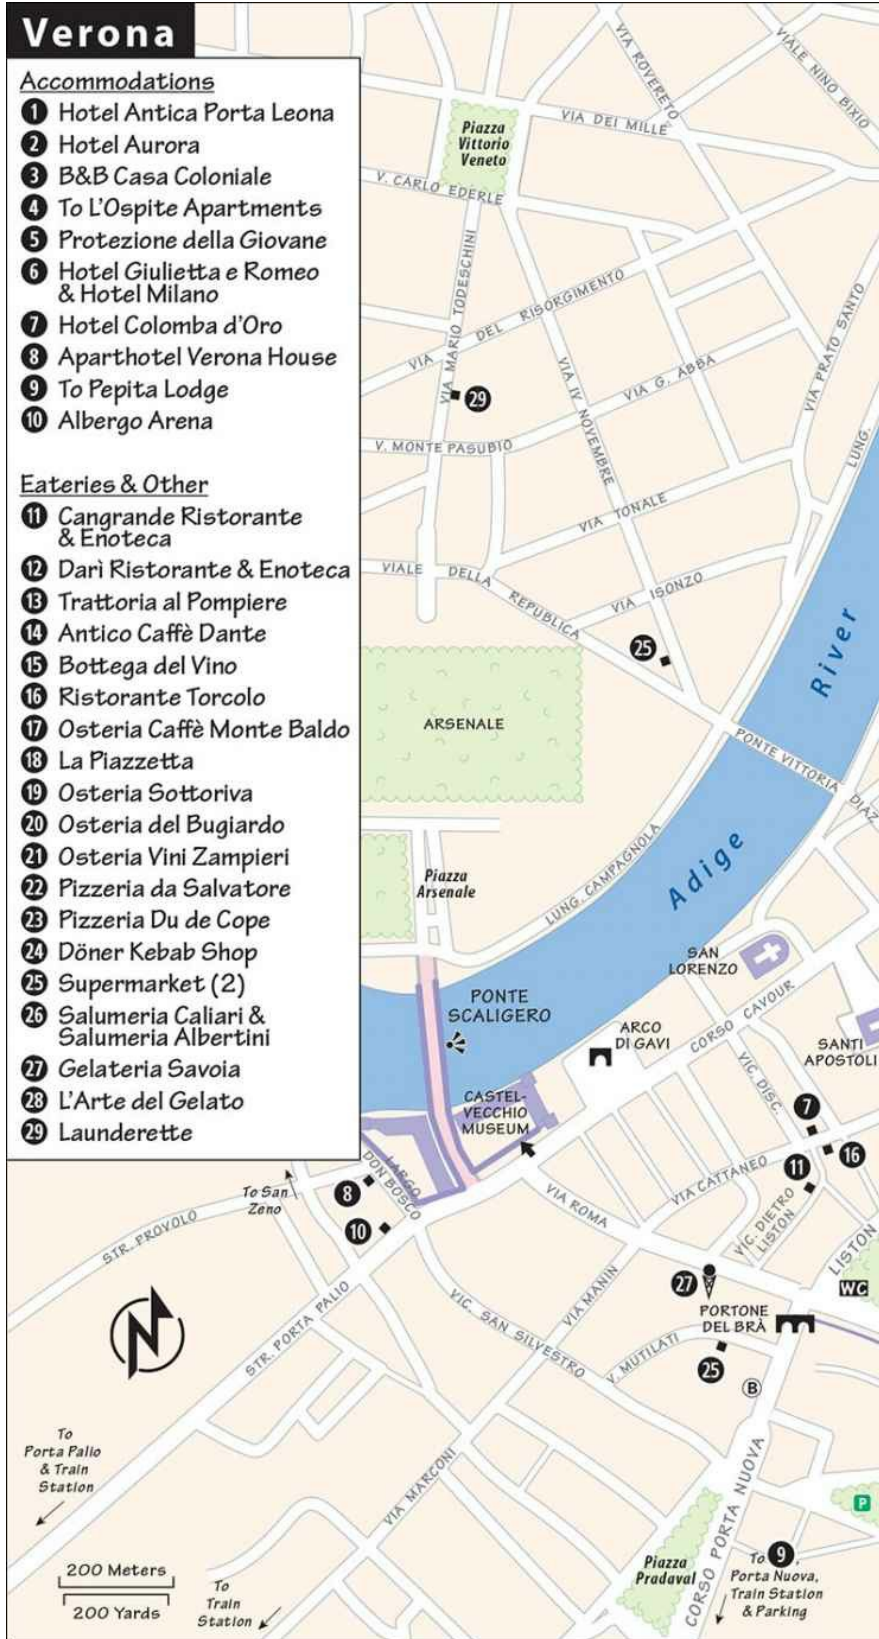 Verona
Accommodations
1 Hotel Antica Porta Leona
2 Hotel Aurora
3 B&B Casa Coloniale
4 To L'Ospite Apartments
5 Protezione della Giovane
6 Hotel Giulietta e Romeo
& Hotel Milano
7 Hotel Colomba d'Oro
8 Aparthotel Verona House
9 To Pepita Lodge
10 Albergo Arena
Eateries & Other
11 Cangrande Ristorante
& Enoteca
12 Darì Ristorante & Enoteca
13 Trattoria al Pompiere
14 Antico Caffè Dante
15 Bottega del Vino
16 Ristorante Torcolo
17 Osteria Caffè Monte Baldo
18 La Piazzetta
19 Osteria Sottoriva
20 Osteria del Bugiardo
21 Osteria Vini Zampieri
22 Pizzeria da Salvatore
23 Pizzeria Du de Cope
24 Döner Kebab Shop
25 Supermarket (2)
26 Salumeria Caliari &
Salumeria Albertini
27 Gelateria Savoia
28 L'Arte del Gelato
29 Launderette
VIA ROVERETO
VIALE NINO BIXIO
VIA DEI MILLE
Piazza
Vittorio
Veneto
V. CARLO EDERLE
VIA MARIO TODESCHINI
VIA DEL RISORGIMENTO
VIA PRATO SANTO
VIA IV NOVEMBRE
VIA G. ABBA
29
V. MONTE PASUBIO
LUNG.
VIA TONALE
VIALE DELLA REPUBLICA
VIA ISONZO
25
River
ARSENALE
PONTE VITTORIA
DIAZ
Adige
LUNG. CAMPAGNOLA
Piazza
Arsenale
SAN
LORENZO
PONTE
SCALIGERO
ARCO
DI GAVI
CORSO CAVOUR
SANTI
APOSTOLI
CASTEL-
VECCHIO
MUSEUM
VIC. DISC.
7
16
11
LARGO
DON BOSCO
8
10
To San
Zeno
STR. PROVOLO
VIA ROMA
VIA CATTANEO
VIC. DIETRO
LISTON
LISTON
WC
27
PORTONE
DEL BRÀ
VIA MANIN
VIC. SAN SILVESTRO
V. MUTILATI
25
B
STR. PORTA PALIO
N
To
Porta Palio
& Train
Station
VIA MARCONI
CORSO PORTA NUOVA
P
Piazza
Pradaval
To 9,
Porta Nuova,
Train Station
& Parking
To
Train
Station
200 Meters
200 Yards